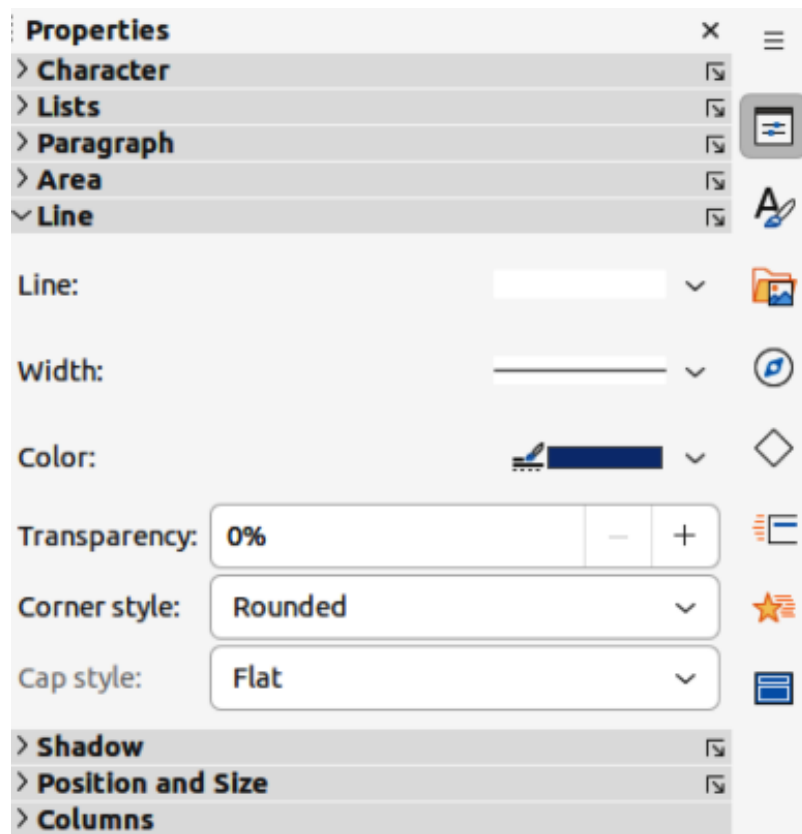 Properties
Character
Lists
Paragraph
Area
Line
Line:
Width:
Color:
Transparency: 0%
Corner style: Rounded
Cap style: Flat
Shadow
Position and Size
Columns